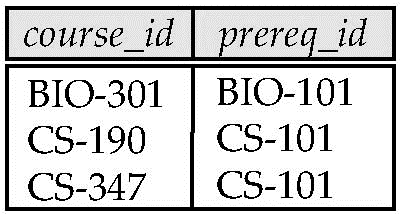 course_id prereq_id
BIO-301 BIO-101
CS-190 CS-101
CS-347 CS-101